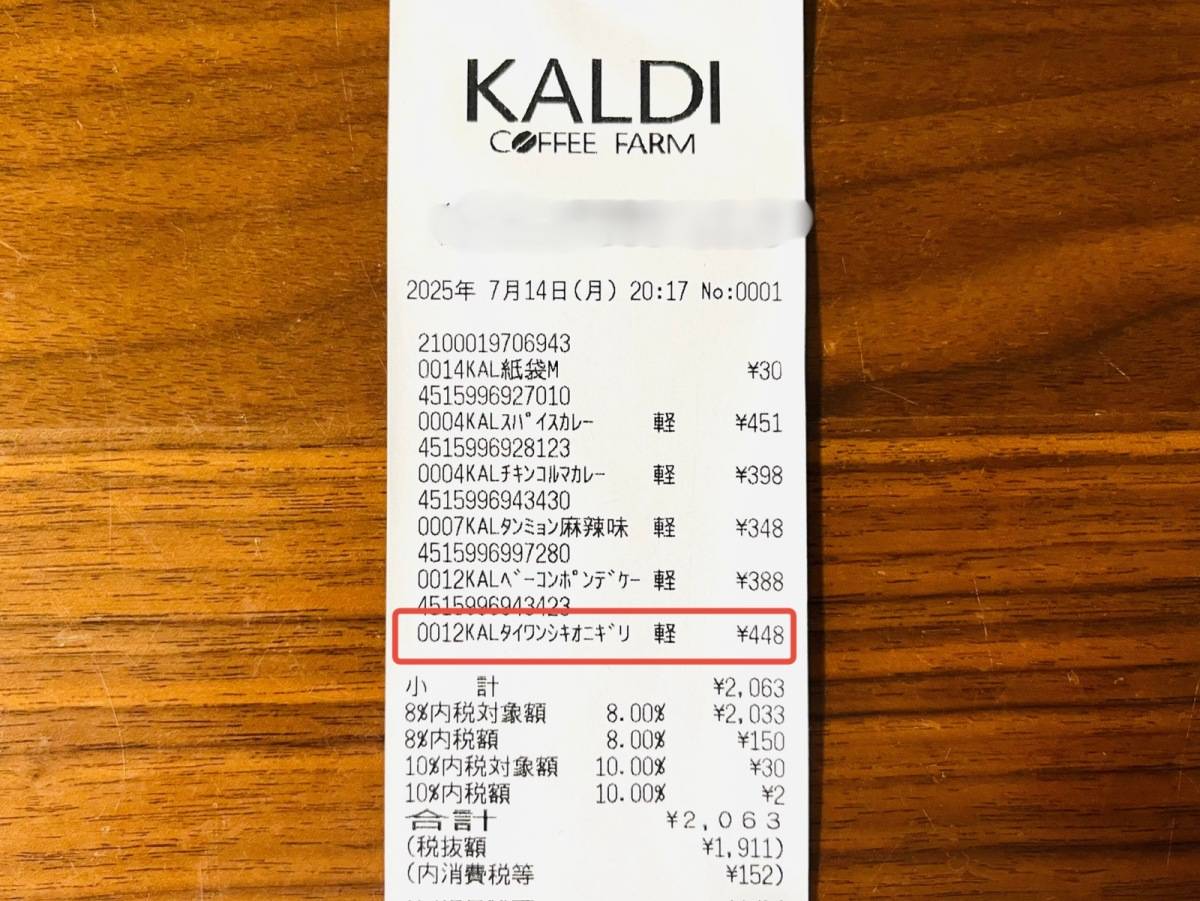 KALDI
COFFEE FARM
2025年 7月14日(月) 20:17 No:0001
2100019706943
0014KAL紙袋M ¥30
4515996927010
0004KALｽﾊﾟｲｽｶﾚｰ 軽 ¥451
4515996928123
0004KALﾁｷﾝｺﾙﾏｶﾚｰ 軽 ¥398
4515996943430
0007KALﾀﾝﾐｮﾝ麻辣味 軽 ¥348
4515996997280
0012KALﾍﾞｰｺﾝﾎﾟﾝﾃﾞｹｰ 軽 ¥388
4515996943423
0012KALﾀｲﾜﾝｼｷｵﾆｷﾞﾘ 軽 ¥448
小 計 ¥2,063
8%内税対象額 8.00% ¥2,033
8%内税額 8.00% ¥150
10%内税対象額 10.00% ¥30
10%内税額 10.00% ¥2
合計 ¥2,063
(税抜額 ¥1,911)
(内消費税等 ¥152)